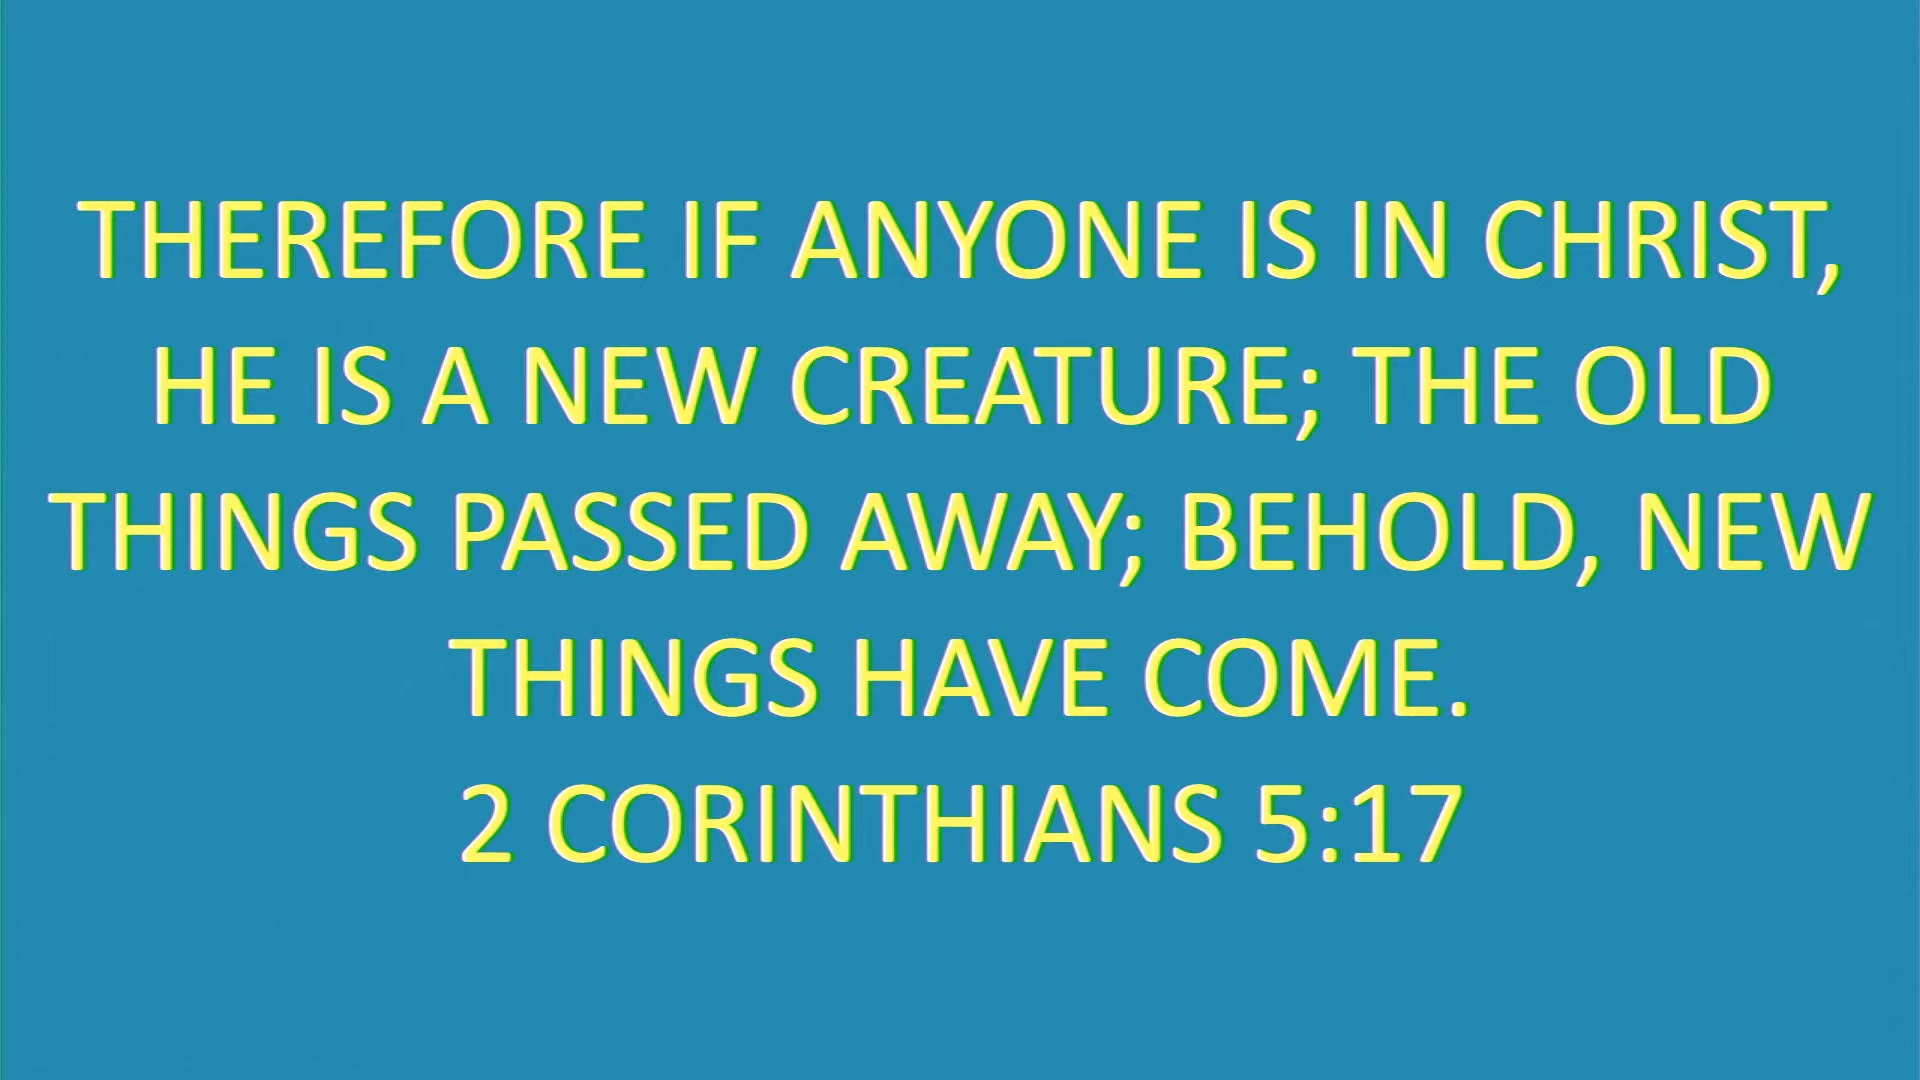 THEREFORE IF ANYONE IS IN CHRIST,
HE IS A NEW CREATURE; THE OLD
THINGS PASSED AWAY; BEHOLD, NEW
THINGS HAVE COME.
2 CORINTHIANS 5:17